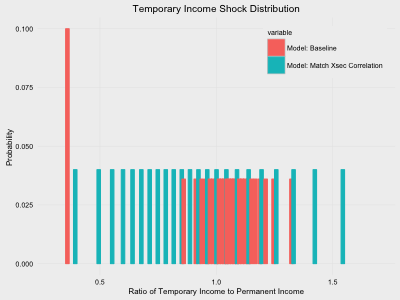 Temporary Income Shock Distribution
variable
Model: Baseline
Model: Match Xsec Correlation
0.100
0.075
0.050
0.025
0.000
Probability
0.5 1.0 1.5
Ratio of Temporary Income to Permanent Income